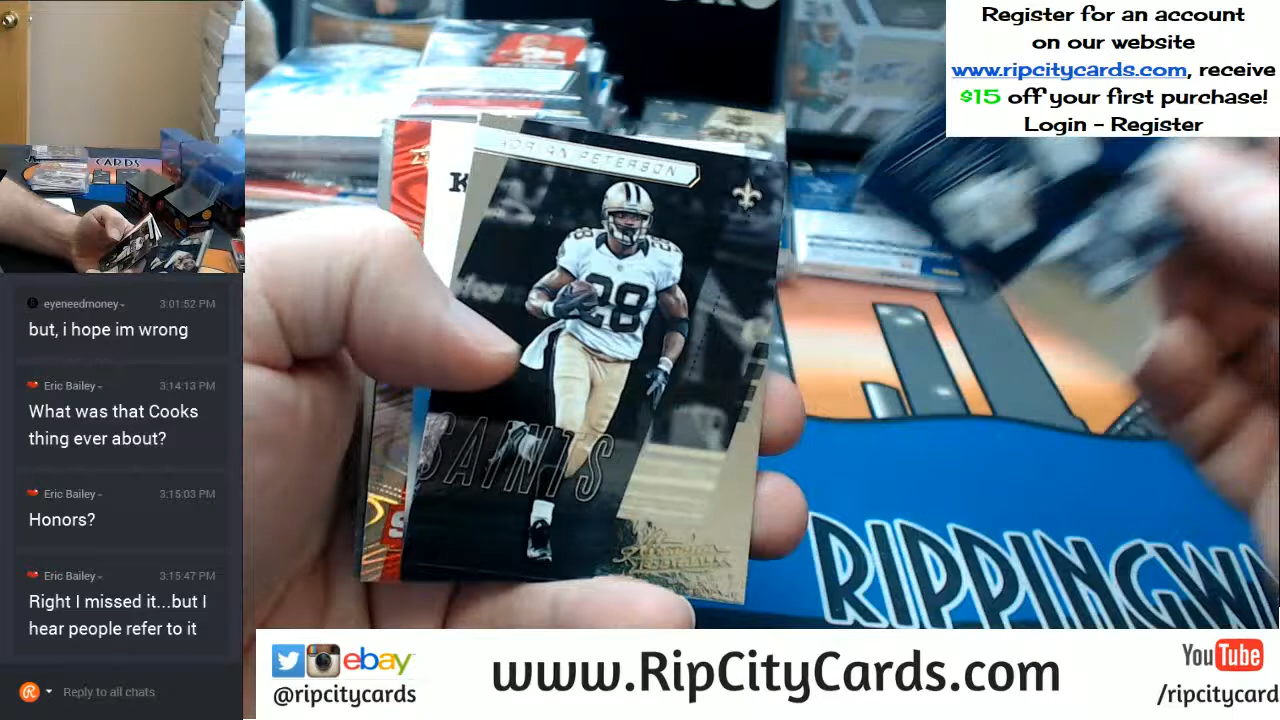 Register for an account
on our website
www.ripcitycards.com, receive
$15 off your first purchase!
Login - Register
CARDS
eyeneedmoney
3:01:52 PM
but, i hope im wrong
Eric Bailey
3:14:13 PM
What was that Cooks
thing ever about?
Eric Bailey
3:15:03 PM
Honors?
Eric Bailey
3:15:47 PM
Right I missed it...but I
hear people refer to it
Reply to all chats
ADRIAN PETERSON
K
28
28
SAINTS
RIPPINGWA
ebay
@ripcitycards
www.RipCityCards.com
YouTube
/ripcitycard